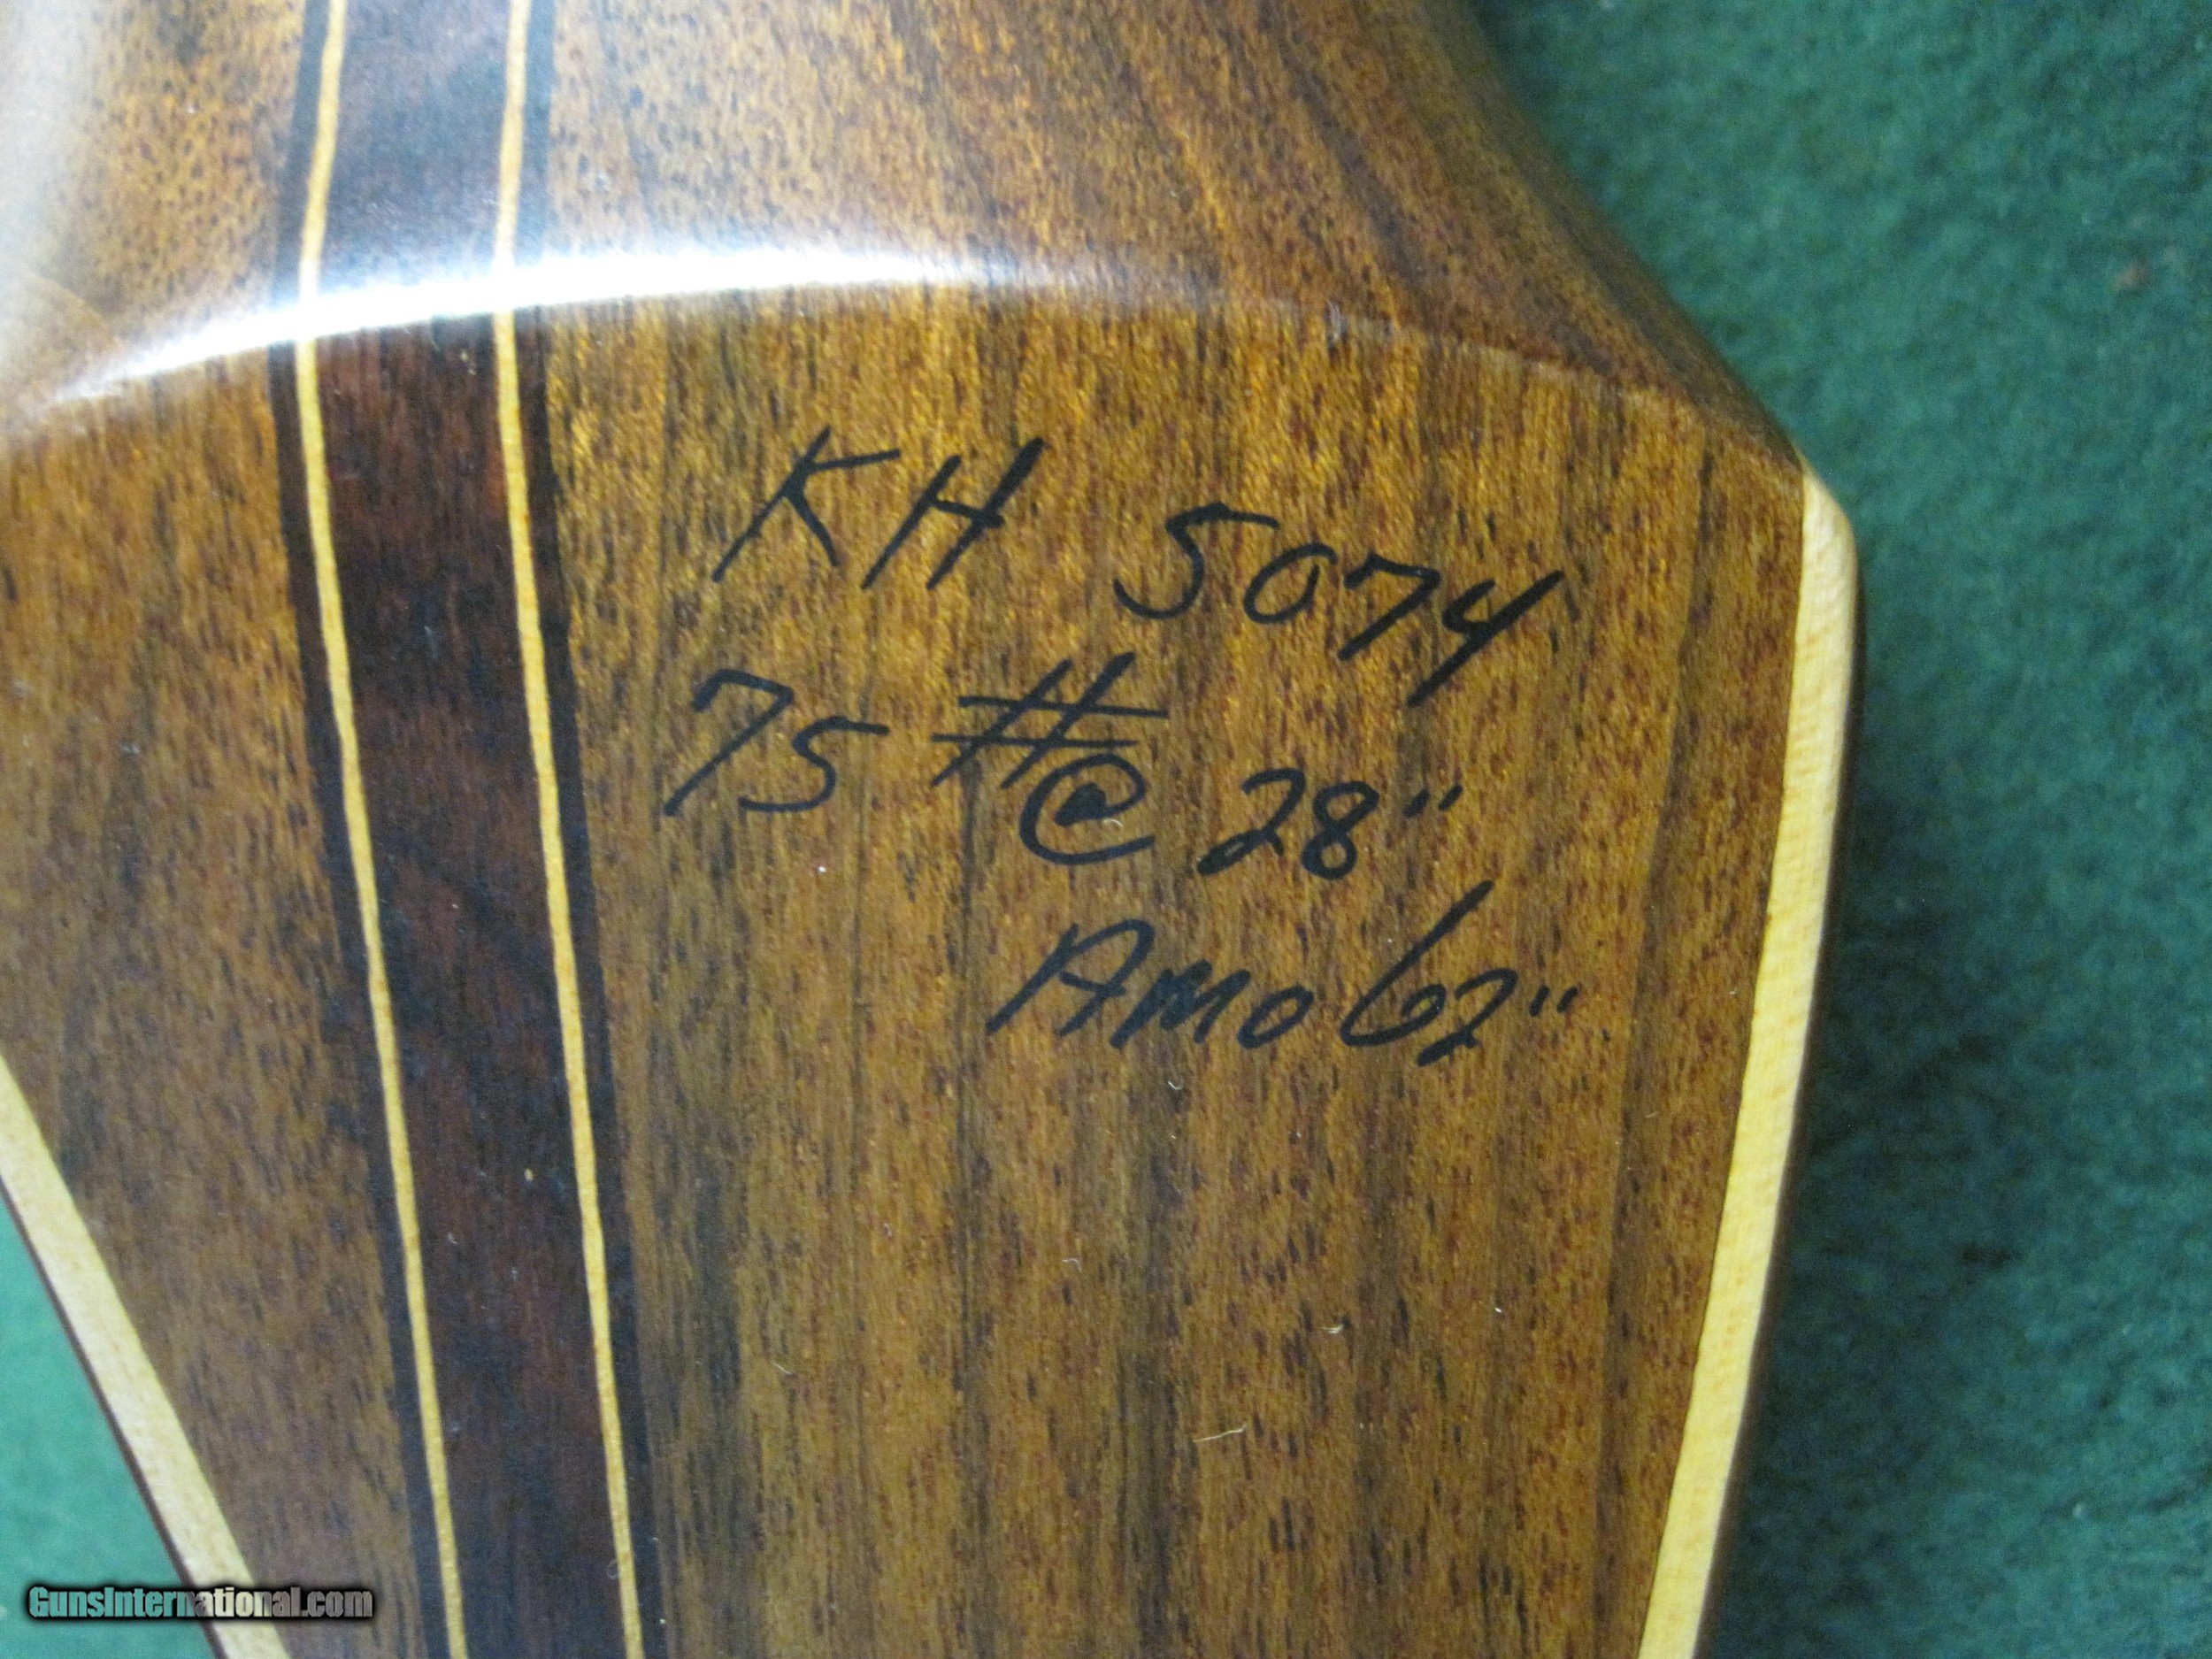 KH 5074
75#@28"
AMO 62"
GunsInternational.com